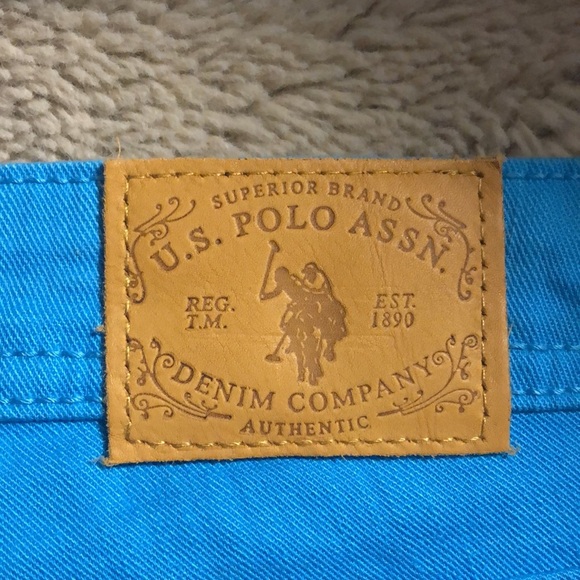 SUPERIOR BRAND
U.S. POLO ASSN.
REG. EST.
T.M. 1890
DENIM COMPANY
AUTHENTIC